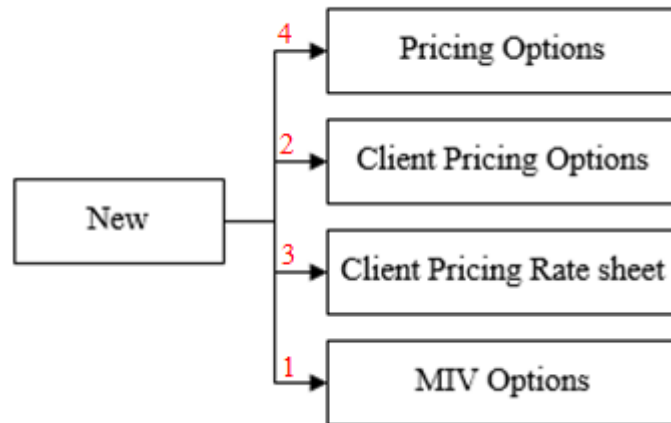 4
Pricing Options
2
Client Pricing Options
New
3
Client Pricing Rate sheet
1
MIV Options